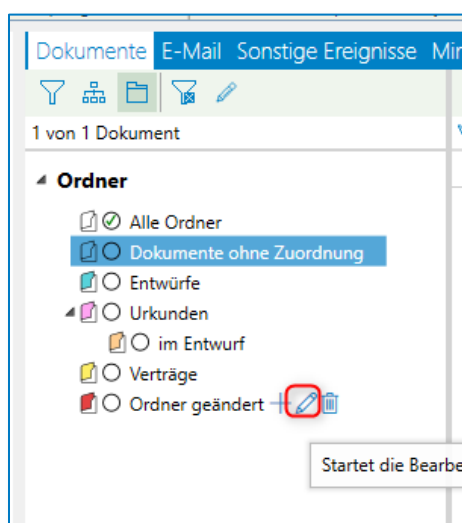 Dokumente E-Mail Sonstige Ereignisse
1 von 1 Dokument
Ordner
Alle Ordner
Dokumente ohne Zuordnung
Entwürfe
Urkunden
im Entwurf
Verträge
Ordner geändert
Startet die